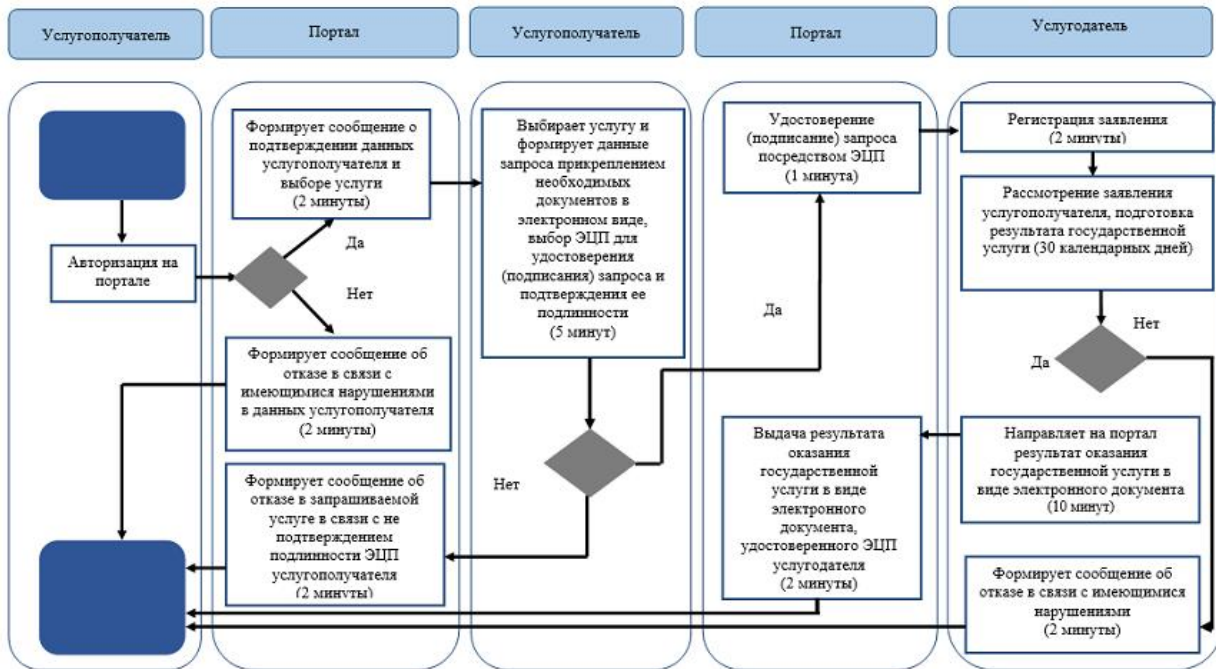 Услугополучатель
Портал
Услугополучатель
Портал
Услугодатель
Авторизация на
портале
Формирует сообщение о
подтверждении данных
услугополучателя и
выборе услуги
(2 минуты)
Да
Нет
Формирует сообщение об
отказе в связи с
имеющимися нарушениями
в данных услугополучателя
(2 минуты)
Формирует сообщение об
отказе в запрашиваемой
услуге в связи с не
подтверждением
подлинности ЭЦП
услугополучателя
(2 минуты)
Выбирает услугу и
формирует данные
запроса прикреплением
необходимых
документов в
электронном виде,
выбор ЭЦП для
удостоверения
(подписания) запроса и
подтверждения ее
подлинности
(5 минут)
Да
Нет
Удостоверение
(подписание) запроса
посредством ЭЦП
(1 минута)
Выдача результата
оказания
государственной
услуги в виде
электронного
документа,
удостоверенного ЭЦП
услугодателя
(2 минуты)
Регистрация заявления
(2 минуты)
Рассмотрение заявления
услугополучателя, подготовка
результата государственной
услуги (30 календарных дней)
Нет
Да
Направляет на портал
результат оказания
государственной услуги в
виде электронного документа
(10 минут)
Формирует сообщение об
отказе в связи с имеющимися
нарушениями
(2 минуты)